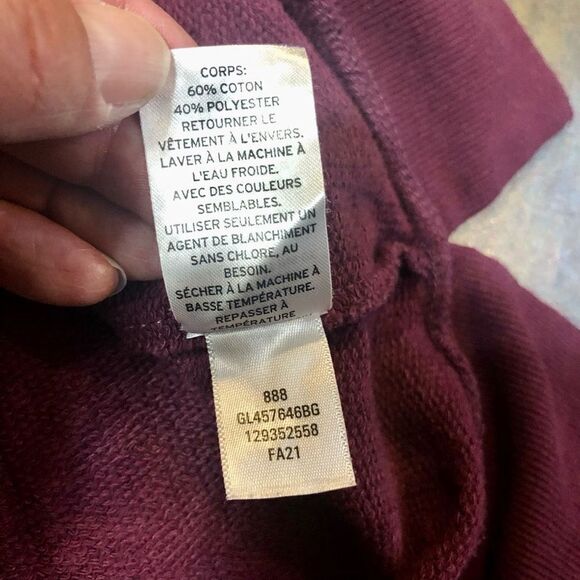 CORPS:
60% COTON
40% POLYESTER
RETOURNER LE
VÊTEMENT À L'ENVERS.
LAVER À LA MACHINE À
L'EAU FROIDE.
AVEC DES COULEURS
SEMBLABLES.
UTILISER SEULEMENT UN
AGENT DE BLANCHIMENT
SANS CHLORE, AU
BESOIN.
SÉCHER À LA MACHINE À
BASSE TEMPÉRATURE.
REPASSER À
TEMPÉRATURE
888
GL457646BG
129352558
FA21